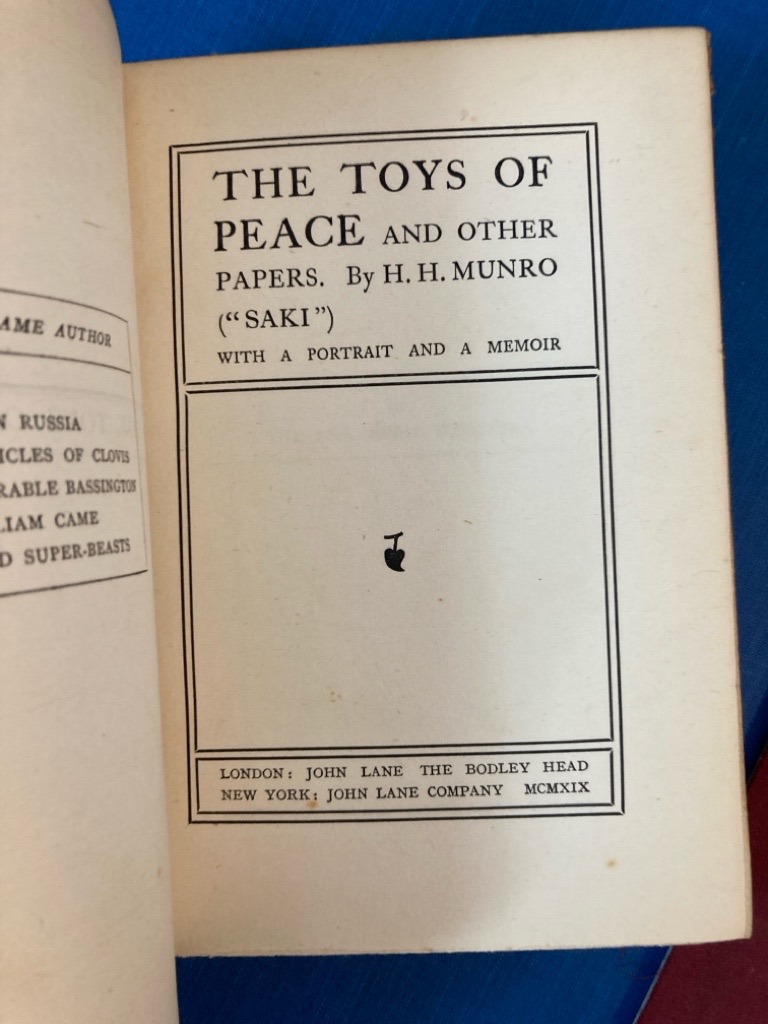 AME AUTHOR
RUSSIA
ICLES OF CLOVIS
RABLE BASSINGTON
LIAM CAME
D SUPER-BEASTS
THE TOYS OF
PEACE AND OTHER
PAPERS. By H. H. MUNRO
("SAKI")
WITH A PORTRAIT AND A MEMOIR
LONDON: JOHN LANE THE BODLEY HEAD
NEW YORK: JOHN LANE COMPANY MCMXIX